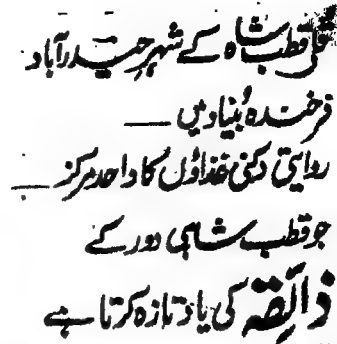 قلی قطب شاہ کے شہر حیدرآباد
فرخندہ بُنیاد میں —
روایتی دکنی غذاؤں کا واحد مرکز —
جو قطب شاہی دور کے
ذائقہ کی یاد تازہ کرتا ہے